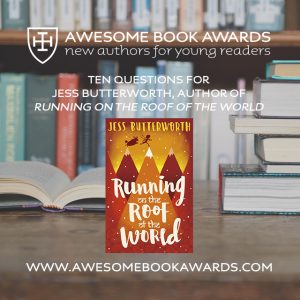 AWESOME BOOK AWARDS
new authors for young readers
TEN QUESTIONS FOR
JESS BUTTERWORTH, AUTHOR OF
RUNNING ON THE ROOF OF THE WORLD
JESS BUTTERWORTH
Running
on the
Roof
of the
WORLD
WWW.AWESOMEBOOKAWARDS.COM